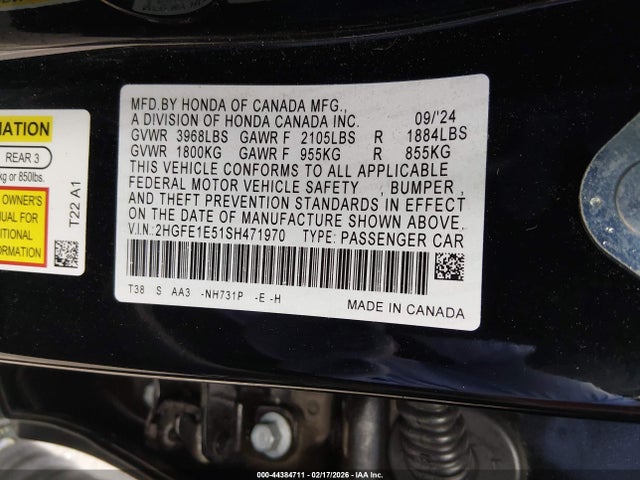 MFD.BY HONDA OF CANADA MFG.,
A DIVISION OF HONDA CANADA INC. 09/'24
GVWR 3968LBS GAWR F 2105LBS R 1884LBS
GVWR 1800KG GAWR F 955KG R 855KG
THIS VEHICLE CONFORMS TO ALL APPLICABLE
FEDERAL MOTOR VEHICLE SAFETY , BUMPER ,
AND THEFT PREVENTION STANDARDS IN EFFECT
ON THE DATE OF MANUFACTURE SHOWN ABOVE.
V.I.N.:2HGFE1E51SH471970 TYPE: PASSENGER CAR
T38 S AA3 -NH731P -E -H
MADE IN CANADA
MATION
REAR 3
kg or 850lbs.
OWNER'S
NUAL FOR
DITIONAL
ORMATION
T22 A1
000-44384711 - 02/17/2026 - IAA Inc.